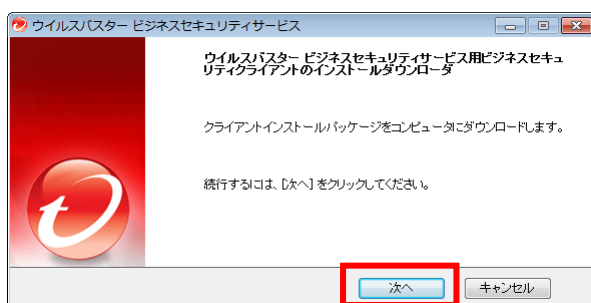 ウイルスバスター ビジネスセキュリティサービス
ウイルスバスター ビジネスセキュリティサービス用ビジネスセキュ
リティクライアントのインストールダウンローダ
クライアントインストールパッケージをコンピュータにダウンロードします。
続行するには、[次へ] をクリックしてください。
次へ
キャンセル